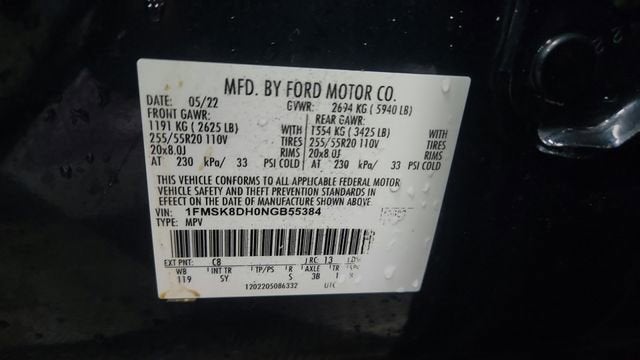 MFD. BY FORD MOTOR CO.
DATE: 05/22 GVWR: 2694 KG ( 5940 LB)
FRONT GAWR: REAR GAWR:
1191 KG ( 2625 LB) WITH 1554 KG ( 3425 LB) WITH
255/55R20 110V TIRES 255/55R20 110V TIRES
20x8.0J RIMS 20x8.0J RIMS
AT 230 kPa/ 33 PSI COLD AT 230 kPa/ 33 PSI COLD
THIS VEHICLE CONFORMS TO ALL APPLICABLE FEDERAL MOTOR
VEHICLE SAFETY AND THEFT PREVENTION STANDARDS IN
EFFECT ON THE DATE OF MANUFACTURE SHOWN ABOVE.
VIN: 1FMSK8DH0NGB55384
TYPE: MPV
EXT PNT: C8 RC: 13
WB INT TR TP/PS R AXLE TR
119 5Y S 3B
1202205086332 UTC